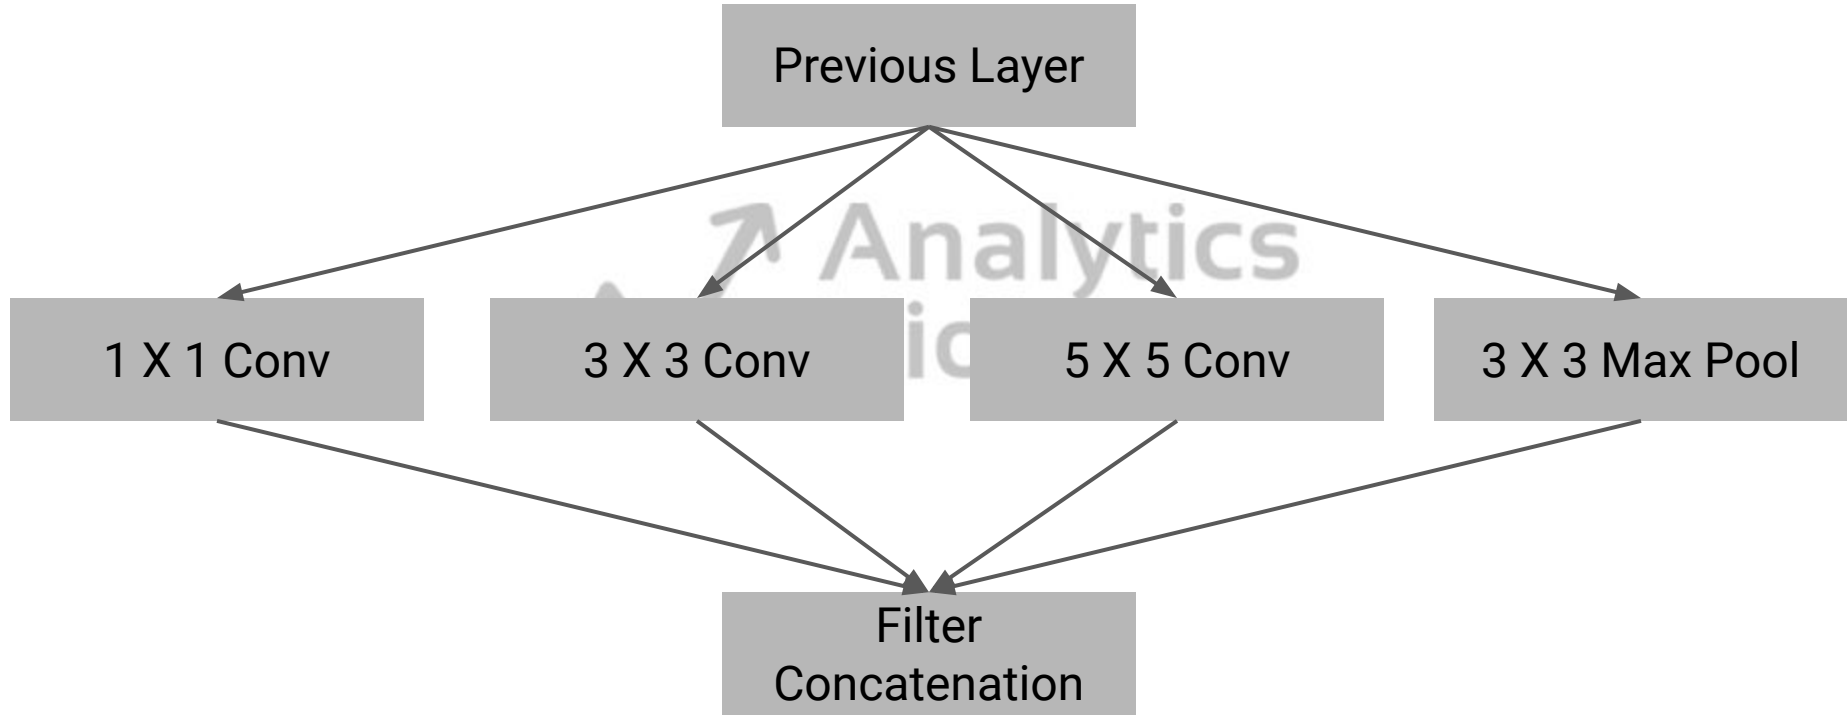 Previous Layer
Analytics
1 X 1 Conv
3 X 3 Conv
5 X 5 Conv
3 X 3 Max Pool
Filter
Concatenation